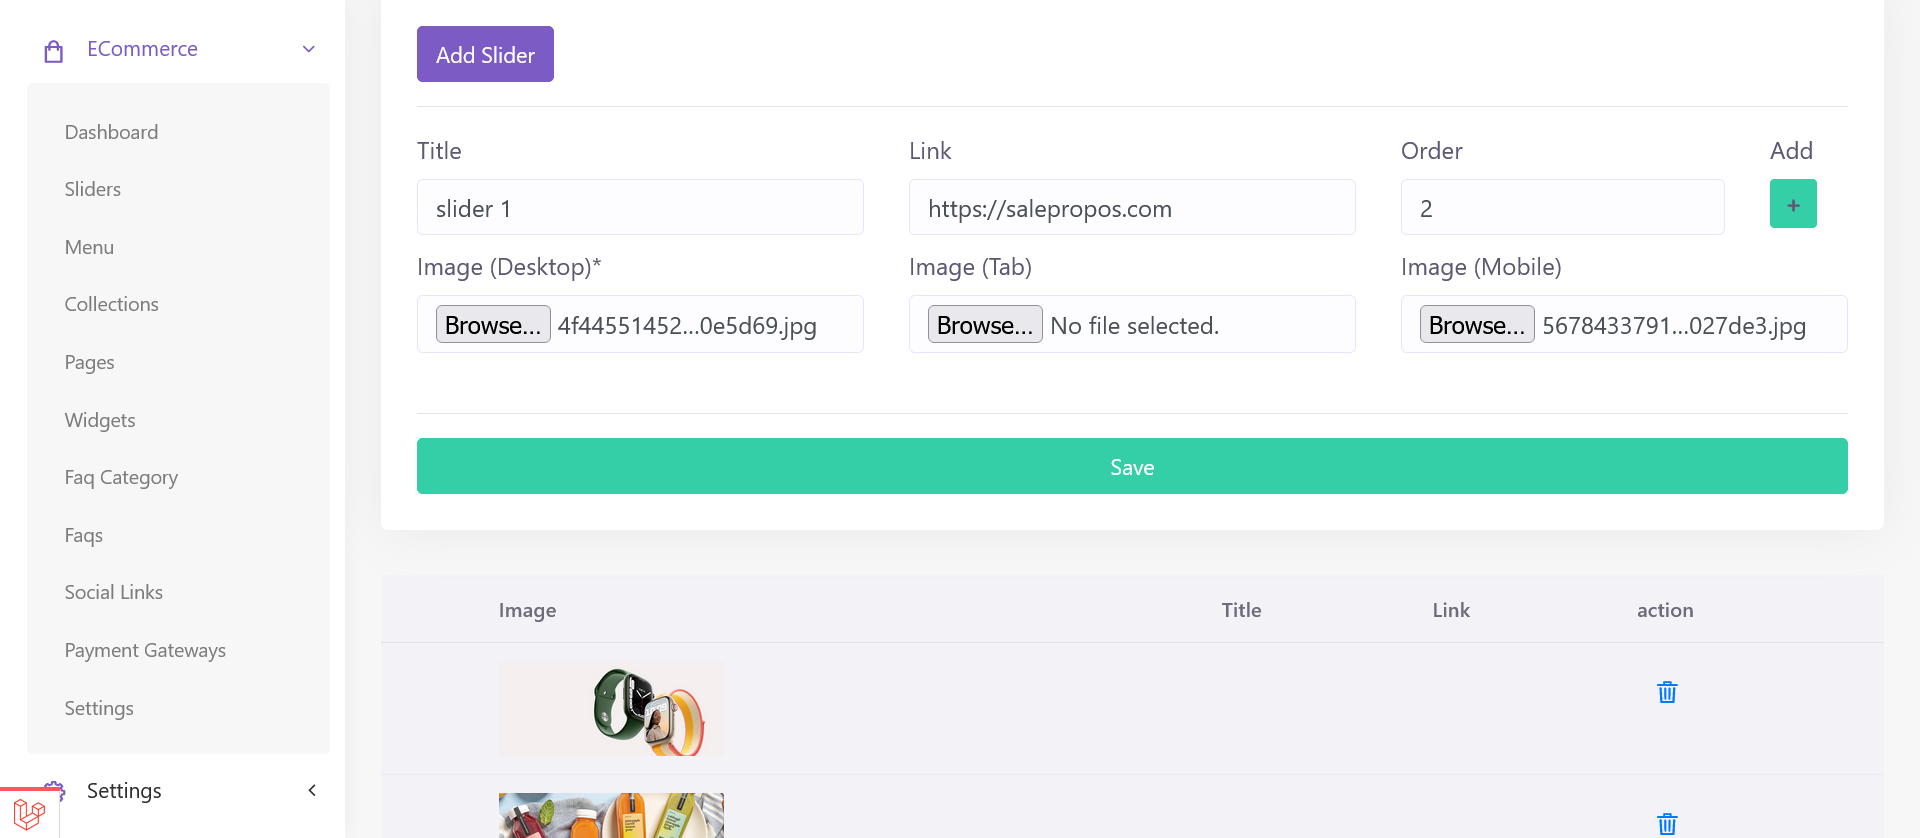 ECommerce
Dashboard
Sliders
Menu
Collections
Pages
Widgets
Faq Category
Faqs
Social Links
Payment Gateways
Settings
Settings
Add Slider
Title Link Order Add
slider 1 https://salepropos.com 2 +
Image (Desktop)* Image (Tab) Image (Mobile)
Browse... 4f44551452...0e5d69.jpg Browse... No file selected. Browse... 5678433791...027de3.jpg
Save
Image Title Link action